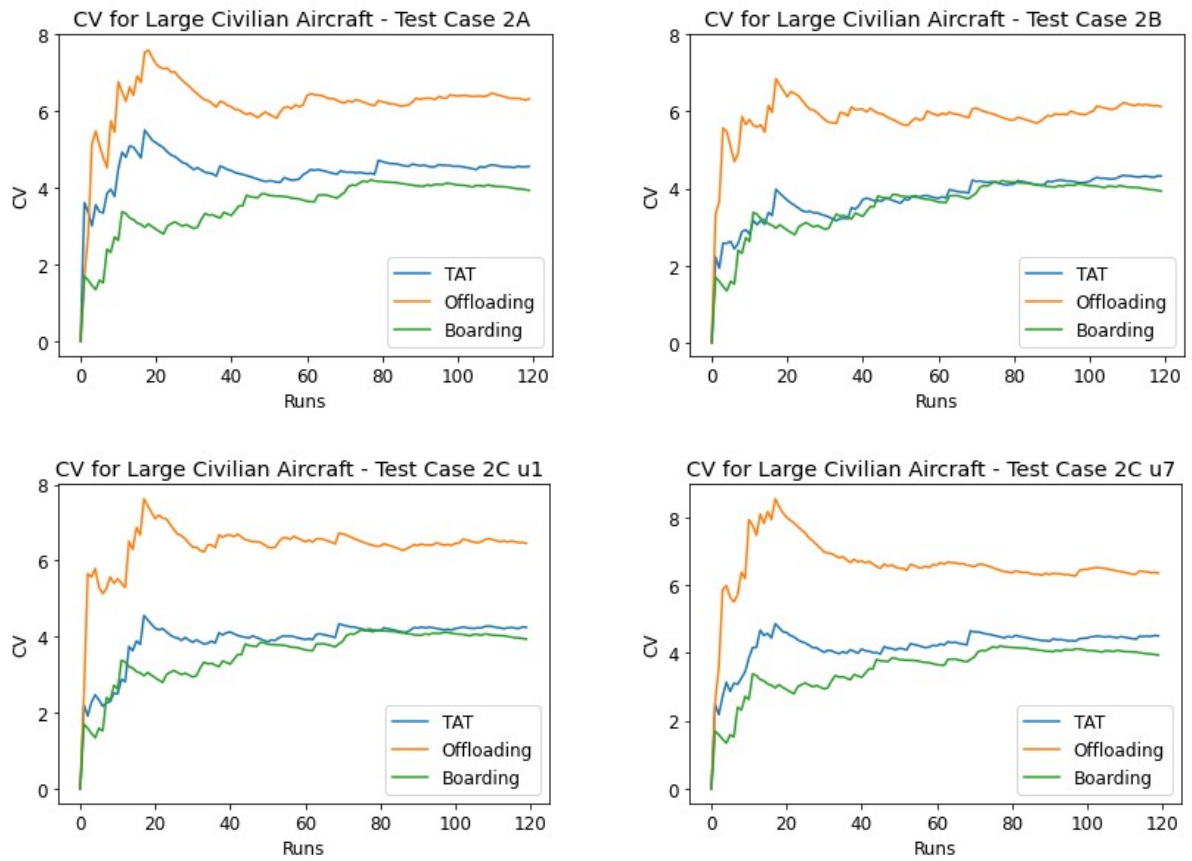 CV for Large Civilian Aircraft - Test Case 2A
8
6
4
2
0
CV
TAT
Offloading
Boarding
0 20 40 60 80 100 120
Runs
CV for Large Civilian Aircraft - Test Case 2B
8
6
4
2
0
CV
TAT
Offloading
Boarding
0 20 40 60 80 100 120
Runs
CV for Large Civilian Aircraft - Test Case 2C u1
8
6
4
2
0
CV
TAT
Offloading
Boarding
0 20 40 60 80 100 120
Runs
CV for Large Civilian Aircraft - Test Case 2C u7
8
6
4
2
0
CV
TAT
Offloading
Boarding
0 20 40 60 80 100 120
Runs